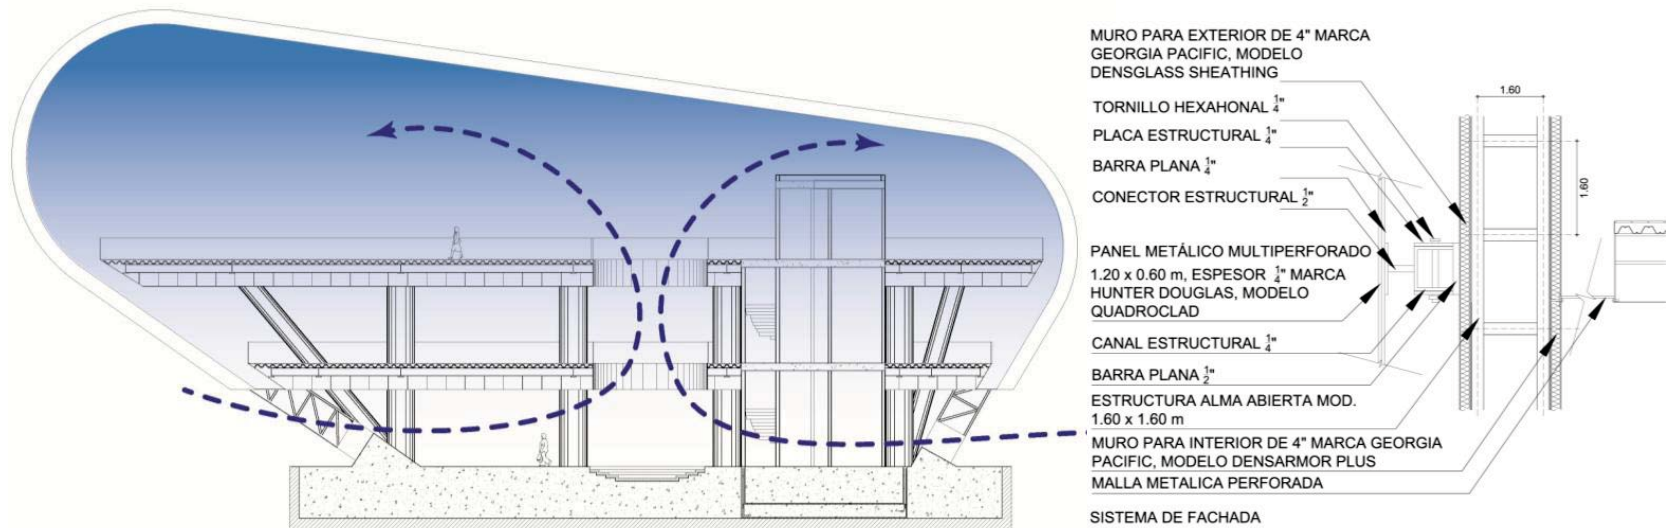 MURO PARA EXTERIOR DE 4" MARCA
GEORGIA PACIFIC, MODELO
DENSGLASS SHEATHING
TORNILLO HEXAHONAL 1/4"
PLACA ESTRUCTURAL 1/4"
BARRA PLANA 1/4"
CONECTOR ESTRUCTURAL 1/2"
PANEL METÁLICO MULTIPERFORADO
1.20 x 0.60 m, ESPESOR 1/4" MARCA
HUNTER DOUGLAS, MODELO
QUADROCLAD
CANAL ESTRUCTURAL 1/4"
BARRA PLANA 1/2"
ESTRUCTURA ALMA ABIERTA MOD.
1.60 x 1.60 m
MURO PARA INTERIOR DE 4" MARCA GEORGIA
PACIFIC, MODELO DENSARMOR PLUS
MALLA METALICA PERFORADA
SISTEMA DE FACHADA
1.60
1.60